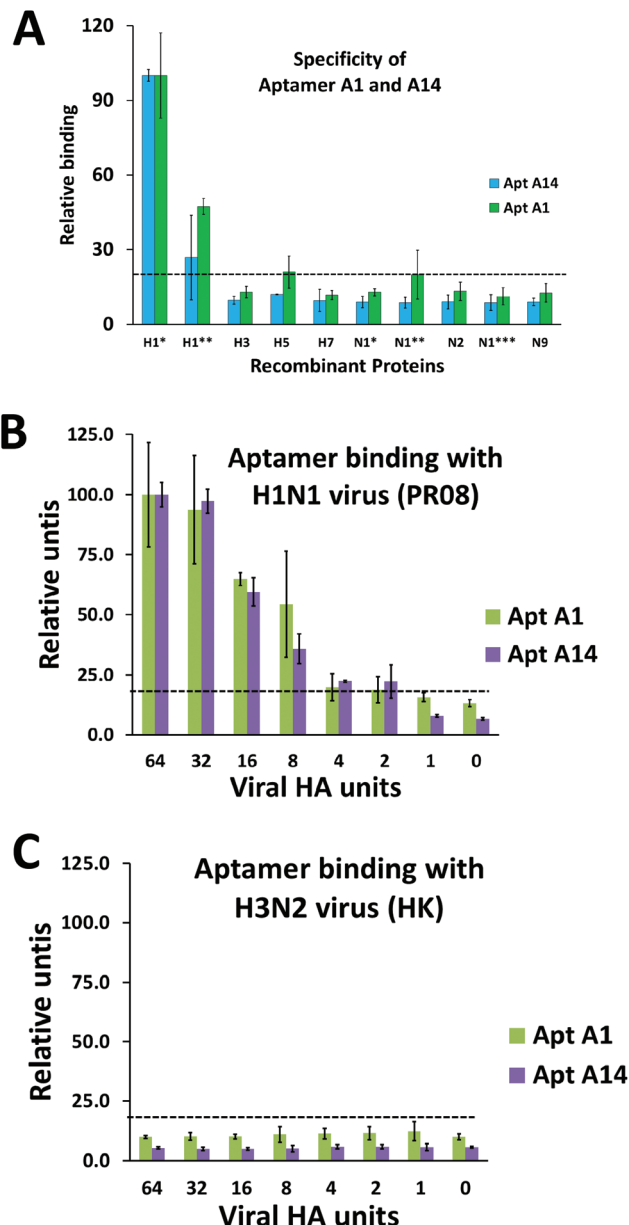 A
120
90
60
30
0
Relative binding
Specificity of
Aptamer A1 and A14
Apt A14
Apt A1
H1* H1** H3 H5 H7 N1* N1** N2 N1*** N9
Recombinant Proteins
B
125.0
100.0
75.0
50.0
25.0
0.0
Relative untis
Aptamer binding with
H1N1 virus (PR08)
Apt A1
Apt A14
64 32 16 8 4 2 1 0
Viral HA units
C
125.0
100.0
75.0
50.0
25.0
0.0
Relative untis
Aptamer binding with
H3N2 virus (HK)
Apt A1
Apt A14
64 32 16 8 4 2 1 0
Viral HA units